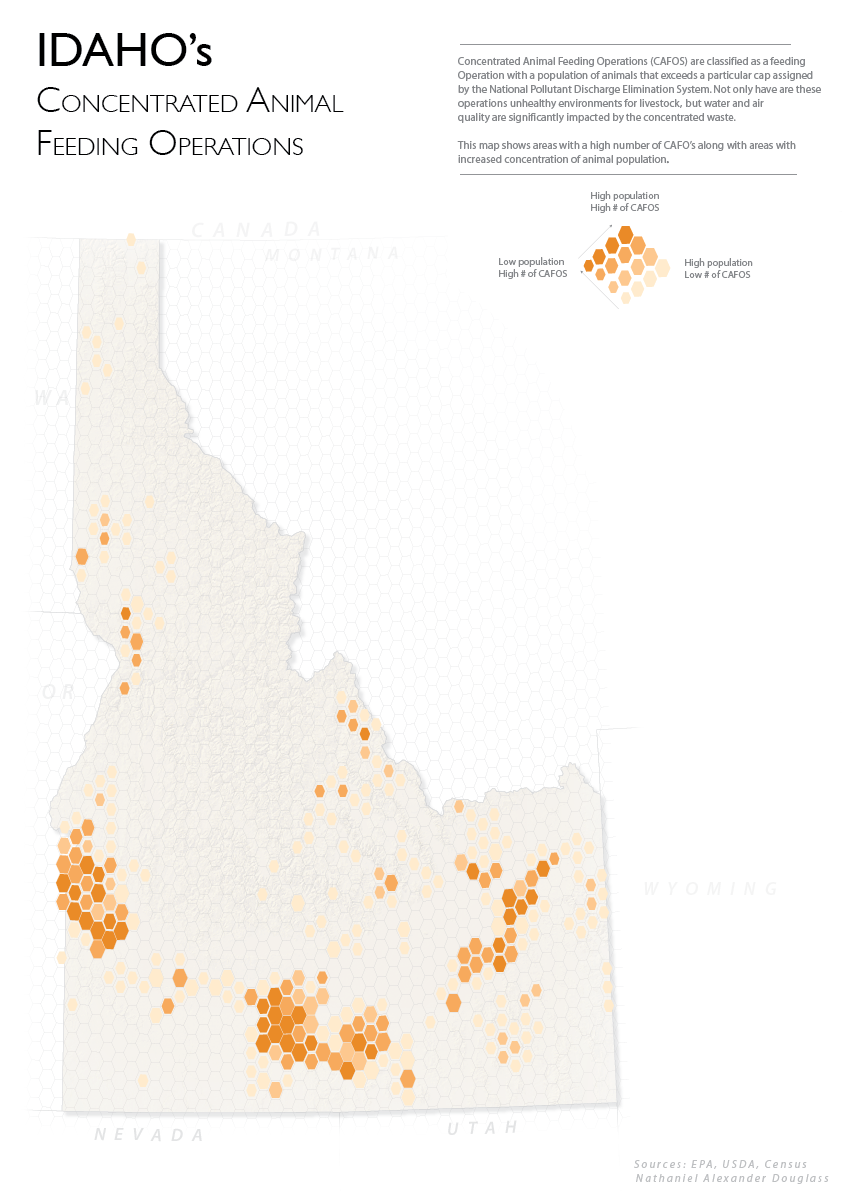 IDAHO's
CONCENTRATED ANIMAL
FEEDING OPERATIONS
Concentrated Animal Feeding Operations (CAFOS) are classified as a feeding
Operation with a population of animals that exceeds a particular cap assigned
by the National Pollutant Discharge Elimination System. Not only have are these
operations unhealthy environments for livestock, but water and air
quality are significantly impacted by the concentrated waste.
This map shows areas with a high number of CAFO's along with areas with
increased concentration of animal population.
High population
High # of CAFOS
Low population
High # of CAFOS
High population
Low # of CAFOS
CANADA
MONTANA
WA
OR
WYOMING
NEVADA
UTAH
Sources: EPA, USDA, Census
Nathaniel Alexander Douglass